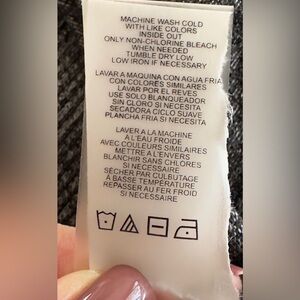 MACHINE WASH COLD
WITH LIKE COLORS
INSIDE OUT
ONLY NON-CHLORINE BLEACH
WHEN NEEDED
TUMBLE DRY LOW
LOW IRON IF NECESSARY
LAVAR A MAQUINA CON AGUA FRIA
CON COLORES SIMILARES
LAVAR POR EL REVES
USE SOLO BLANQUEADOR
SIN CLORO SI NECESITA
SECADORA CICLO SUAVE
PLANCHA FRIA SI NECESITA
LAVER A LA MACHINE
A L'EAU FROIDE
AVEC COULEURS SIMILAIRES
METTRE A L'ENVERS
BLANCHIR SANS CHLORES
SI NECESSAIRE
SÉCHER PAR CULBUTAGE
À BASSE TEMPÉRATURE
REPASSER AU FER FROID
SI NECESSAIRE